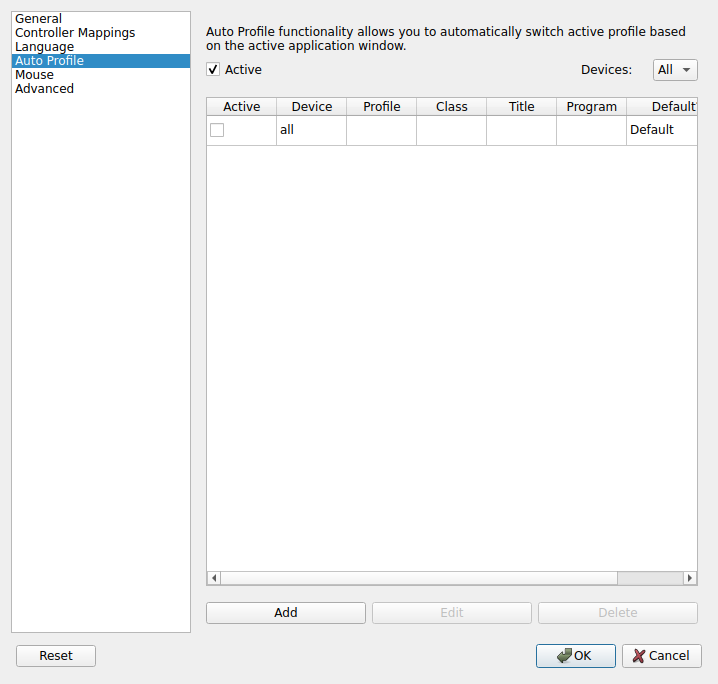 General
Controller Mappings
Language
Auto Profile
Mouse
Advanced
Auto Profile functionality allows you to automatically switch active profile based
on the active application window.
Active Devices: All
Active Device Profile Class Title Program Default
all Default
Add Edit Delete
Reset OK Cancel